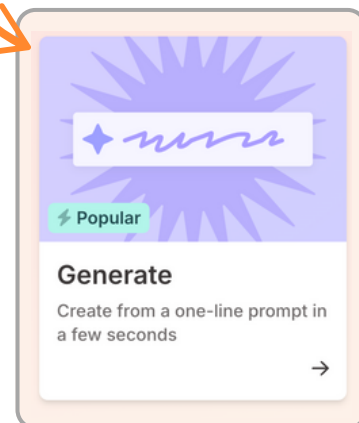 Popular
Generate
Create from a one-line prompt in
a few seconds